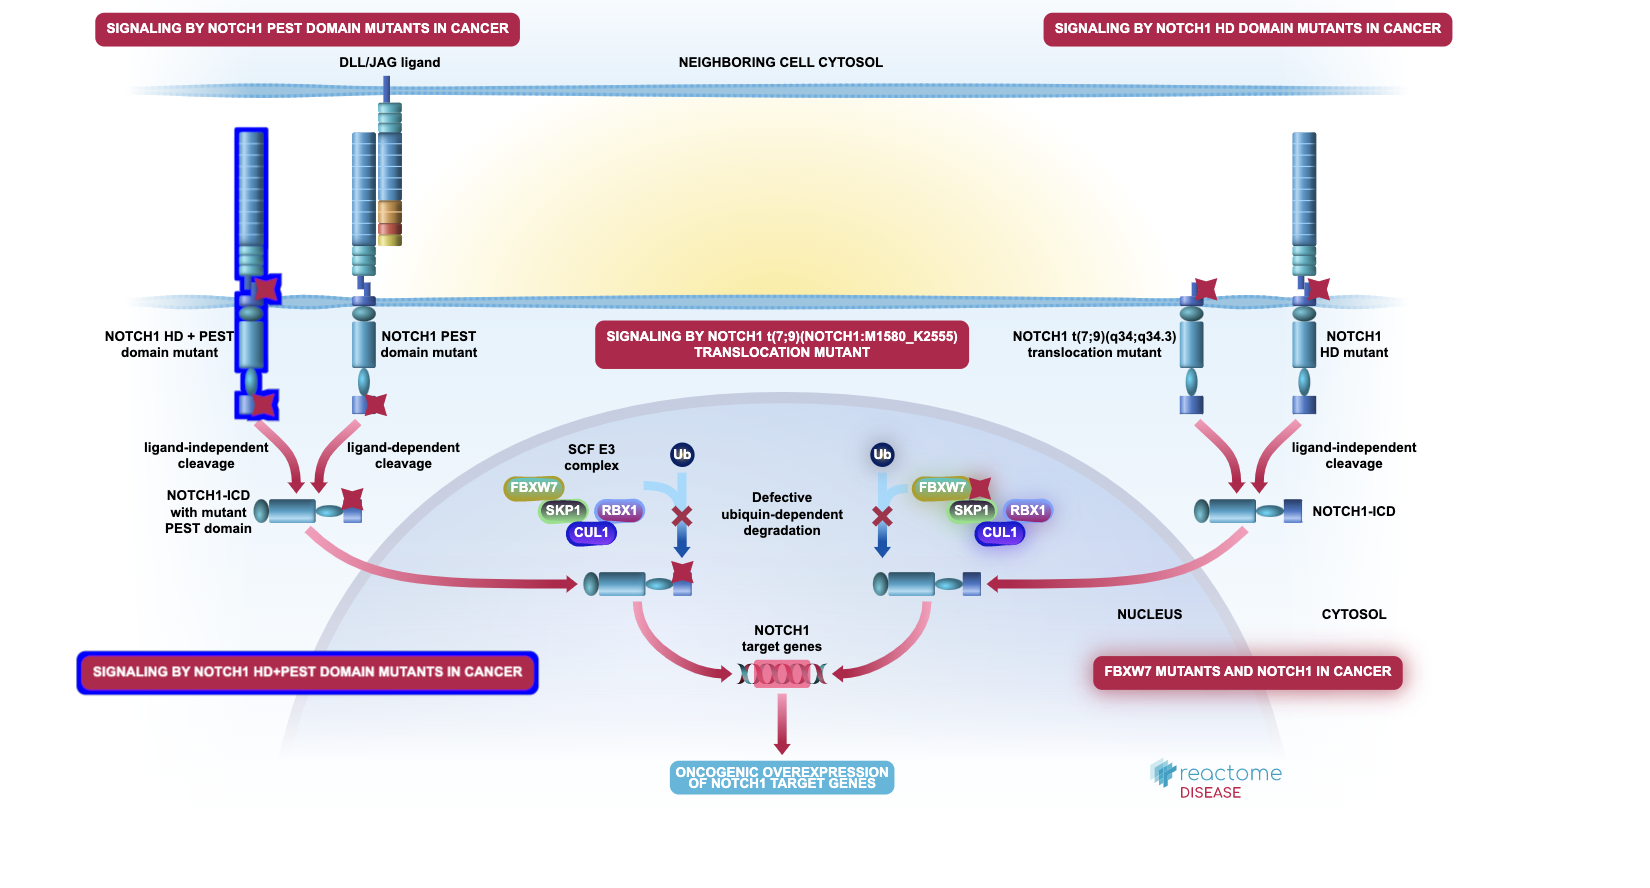 SIGNALING BY NOTCH1 PEST DOMAIN MUTANTS IN CANCER
SIGNALING BY NOTCH1 HD DOMAIN MUTANTS IN CANCER
DLL/JAG ligand
NEIGHBORING CELL CYTOSOL
NOTCH1 HD + PEST
domain mutant
NOTCH1 PEST
domain mutant
SIGNALING BY NOTCH1 t(7;9)(NOTCH1:M1580_K2555)
TRANSLOCATION MUTANT
NOTCH1 t(7;9)(q34;q34.3)
translocation mutant
NOTCH1
HD mutant
ligand-independent
cleavage
ligand-dependent
cleavage
SCF E3
complex
Ub
Ub
ligand-independent
cleavage
NOTCH1-ICD
with mutant
PEST domain
FBXW7
SKP1
RBX1
CUL1
Defective
ubiquin-dependent
degradation
FBXW7
SKP1
RBX1
CUL1
NOTCH1-ICD
NUCLEUS
CYTOSOL
NOTCH1
target genes
SIGNALING BY NOTCH1 HD+PEST DOMAIN MUTANTS IN CANCER
FBXW7 MUTANTS AND NOTCH1 IN CANCER
ONCOGENIC OVEREXPRESSION
OF NOTCH1 TARGET GENES
reactome
DISEASE